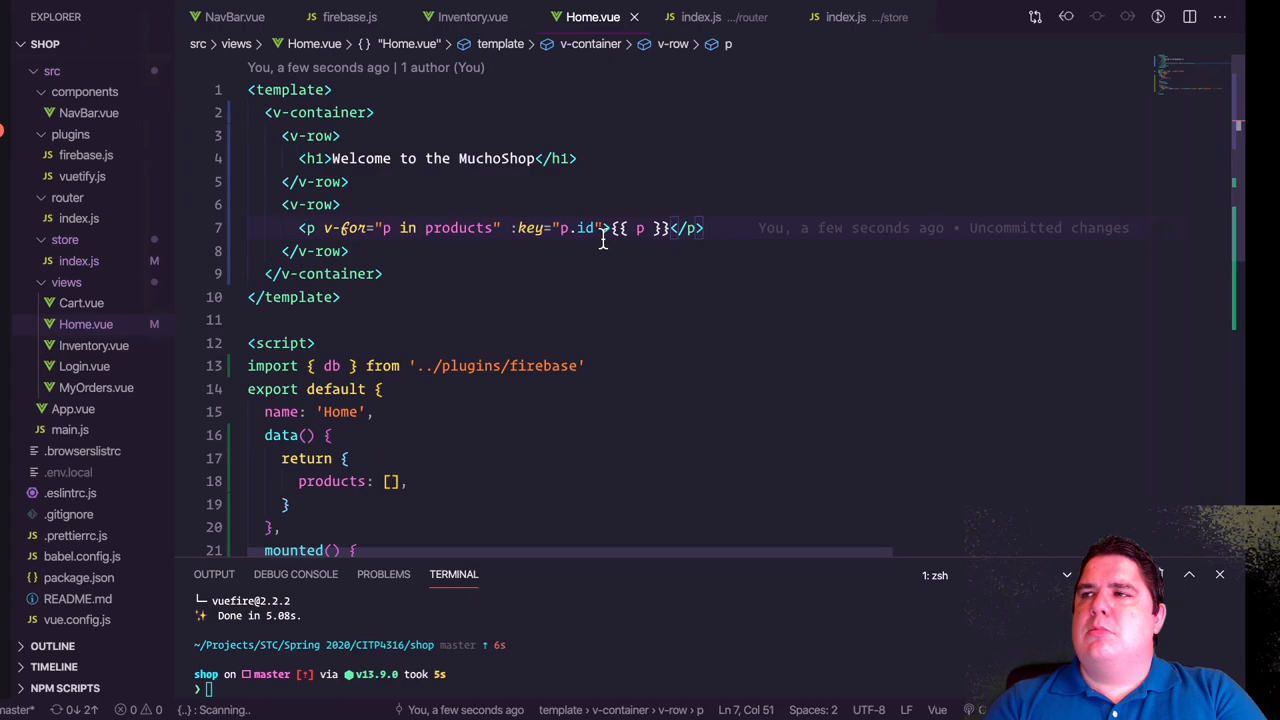 NavBar.vue firebase.js Inventory.vue Home.vue index.js .../router index.js .../store
EXPLORER
SHOP
src
components
NavBar.vue
plugins
firebase.js
vuetify.js
router
index.js
store
index.js M
views
Cart.vue
Home.vue M
Inventory.vue
Login.vue
MyOrders.vue
App.vue
main.js
.browserslistrc
.env.local
.eslintrc.js
.gitignore
.prettierrc.js
babel.config.js
package.json
README.md
vue.config.js
OUTLINE
TIMELINE
NPM SCRIPTS
src > views > Home.vue > {} "Home.vue" > template > v-container > v-row > p
You, a few seconds ago | 1 author (You)
1 <template>
2 <v-container>
3 <v-row>
4 <h1>Welcome to the MuchoShop</h1>
5 </v-row>
6 <v-row>
7 <p v-for="p in products" :key="p.id">{{ p }}</p> You, a few seconds ago • Uncommitted changes
8 </v-row>
9 </v-container>
10 </template>
11
12 <script>
13 import { db } from '../plugins/firebase'
14 export default {
15 name: 'Home',
16 data() {
17 return {
18 products: [],
19 }
20 },
21 mounted() {
OUTPUT DEBUG CONSOLE PROBLEMS TERMINAL 1: zsh
└─ vuefire@2.2.2
✨ Done in 5.08s.
~/Projects/STC/Spring 2020/CITP4316/shop master ↑ 6s
shop on master [↑] via v13.9.0 took 5s
❯
master* 0↓ 2↑ 0 0 {..} : Scanning.. You, a few seconds ago template > v-container > v-row > p Ln 7, Col 51 Spaces: 2 UTF-8 LF Vue